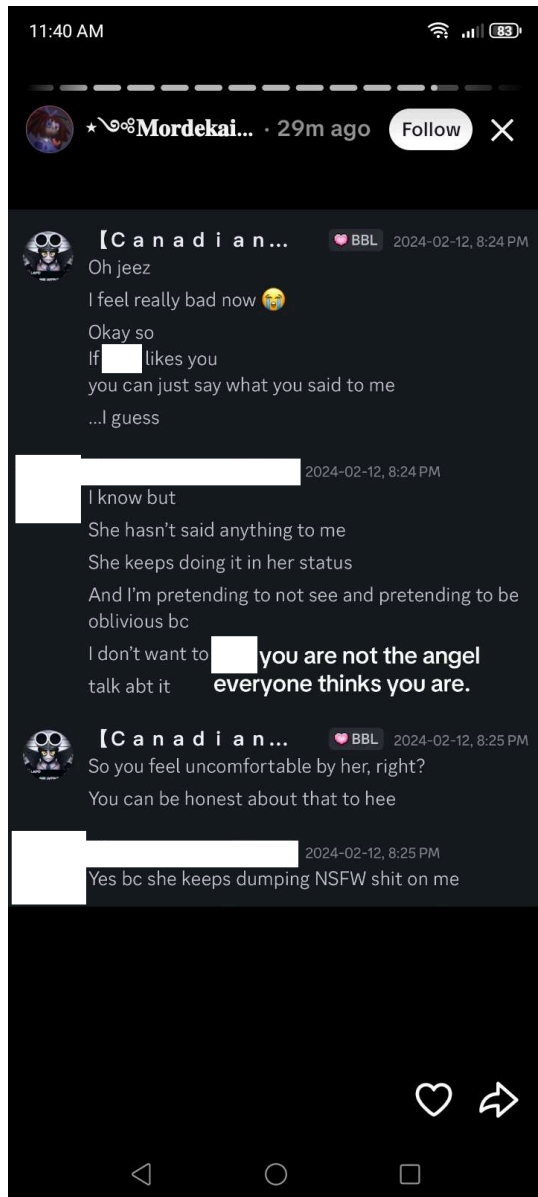 11:40 AM
83
⋆༺𓆩Mordekai... · 29m ago
Follow
【C a n a d i a n...
BBL
2024-02-12, 8:24 PM
Oh jeez
I feel really bad now 😭
Okay so
If likes you
you can just say what you said to me
...I guess
2024-02-12, 8:24 PM
I know but
She hasn't said anything to me
She keeps doing it in her status
And I'm pretending to not see and pretending to be
oblivious bc
I don't want to
talk abt it
you are not the angel
everyone thinks you are.
【C a n a d i a n...
BBL
2024-02-12, 8:25 PM
So you feel uncomfortable by her, right?
You can be honest about that to hee
2024-02-12, 8:25 PM
Yes bc she keeps dumping NSFW shit on me